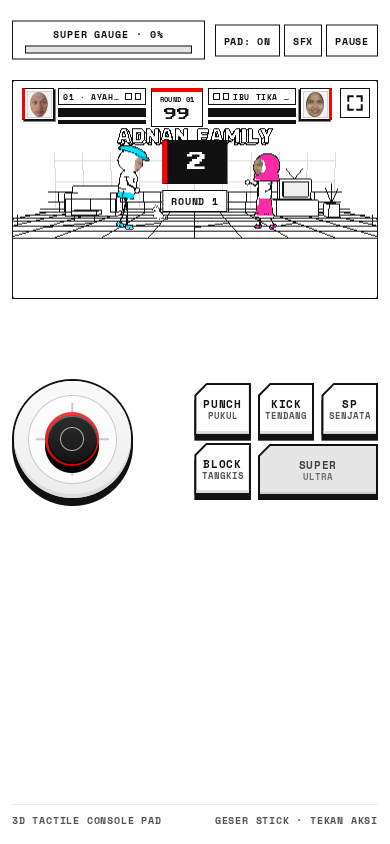 SUPER GAUGE · 0%
PAD: ON
SFX
PAUSE
01 · AYAH…
ROUND 01
99
IBU TIKA …
ADNAN FAMILY
2
ROUND 1
PUNCH
PUKUL
KICK
TENDANG
SP
SENJATA
BLOCK
TANGKIS
SUPER
ULTRA
3D TACTILE CONSOLE PAD
GESER STICK · TEKAN AKSI